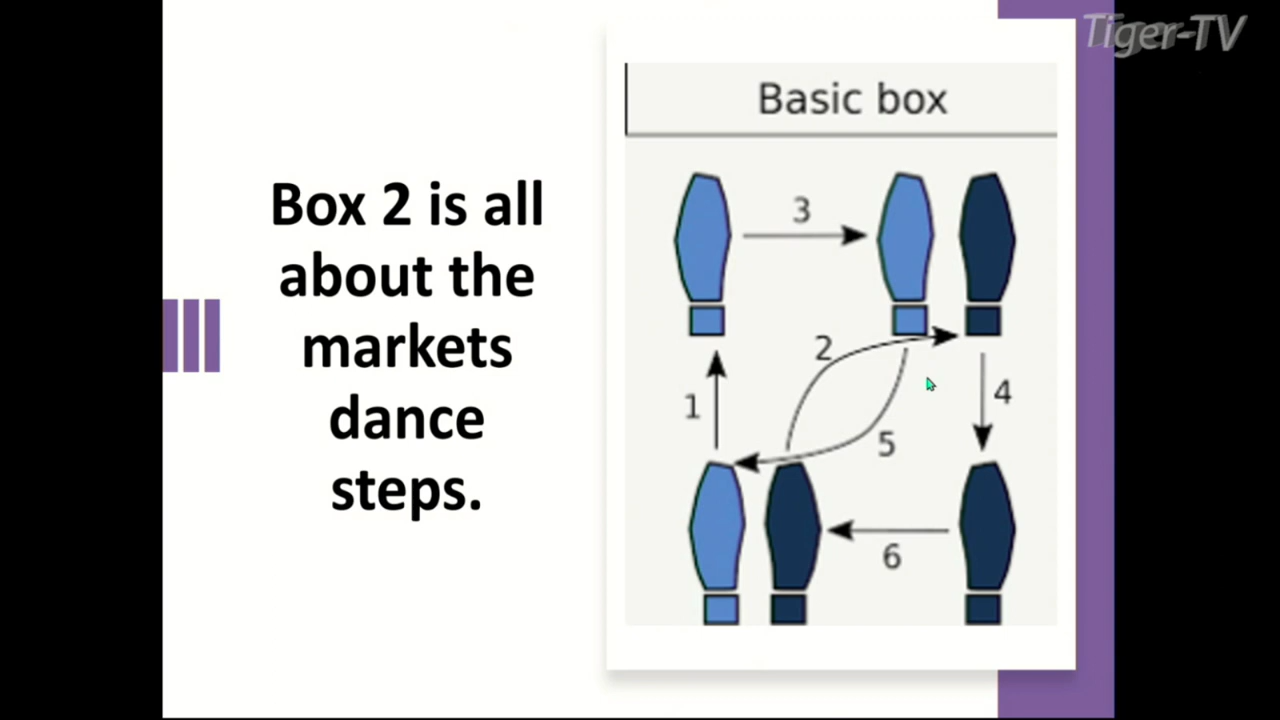 Tiger-TV
Basic box
Box 2 is all
about the
markets
dance
steps.
3
2
1
4
5
6